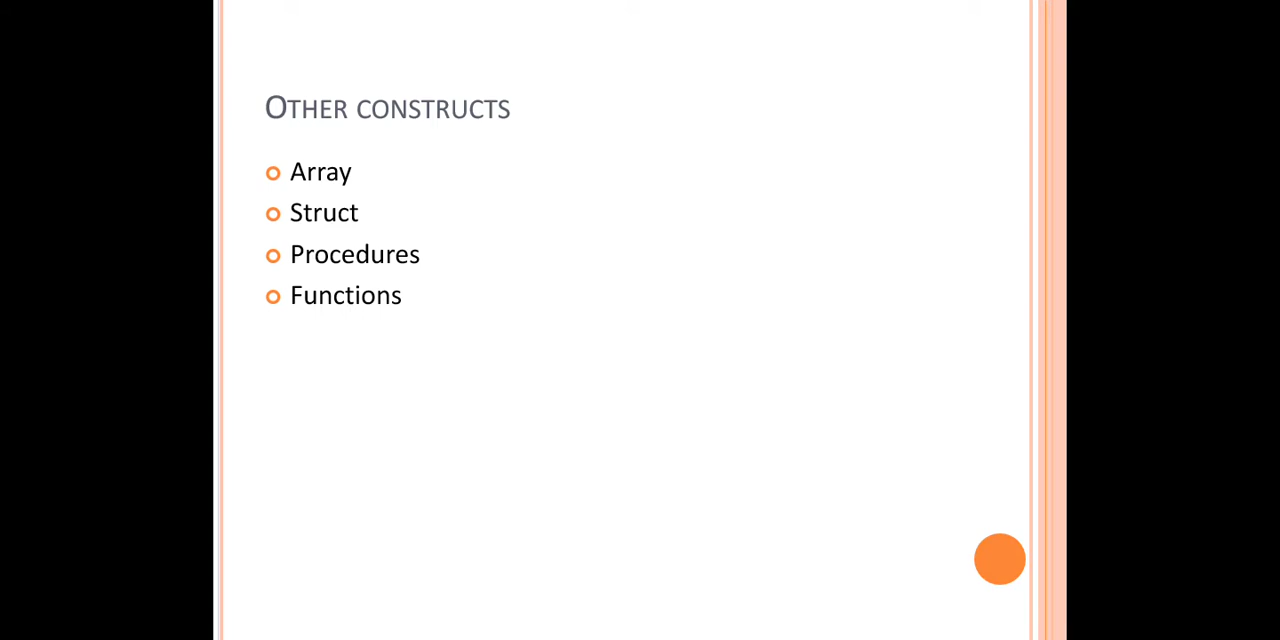 Other constructs
Array
Struct
Procedures
Functions